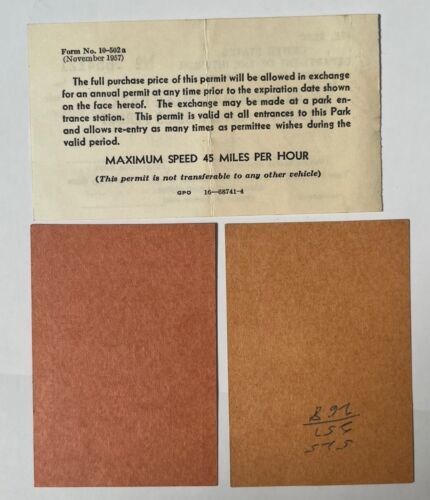 Form No. 10-502a
(November 1957)
The full purchase price of this permit will be allowed in exchange
for an annual permit at any time prior to the expiration date shown
on the face hereof. The exchange may be made at a park en-
trance station. This permit is valid at all entrances to this Park
and allows re-entry as many times as permittee wishes during the
valid period.
MAXIMUM SPEED 45 MILES PER HOUR
(This permit is not transferable to any other vehicle)
GPO 16—68741-4